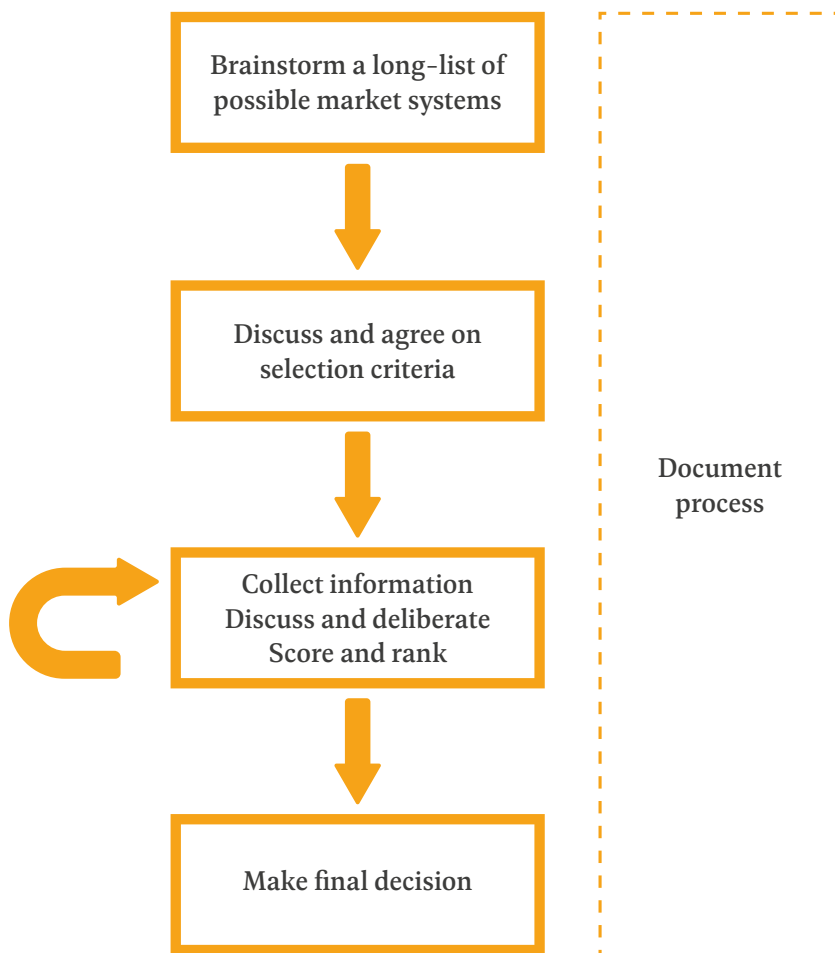 Brainstorm a long-list of
possible market systems
Discuss and agree on
selection criteria
Collect information
Discuss and deliberate
Score and rank
Make final decision
Document
process